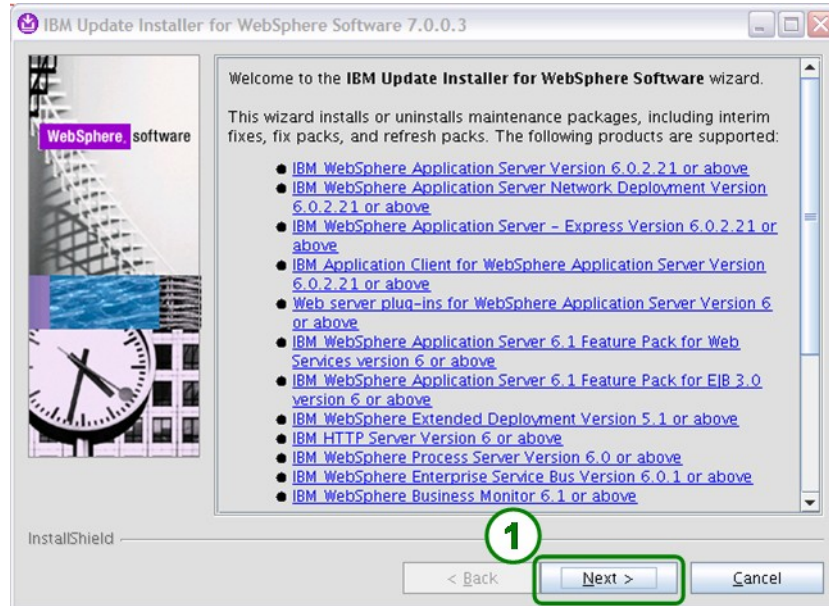 IBM Update Installer for WebSphere Software 7.0.0.3
WebSphere. software
Welcome to the IBM Update Installer for WebSphere Software wizard.
This wizard installs or uninstalls maintenance packages, including interim
fixes, fix packs, and refresh packs. The following products are supported:
IBM WebSphere Application Server Version 6.0.2.21 or above
IBM WebSphere Application Server Network Deployment Version
6.0.2.21 or above
IBM WebSphere Application Server - Express Version 6.0.2.21 or
above
IBM Application Client for WebSphere Application Server Version
6.0.2.21 or above
Web server plug-ins for WebSphere Application Server Version 6
or above
IBM WebSphere Application Server 6.1 Feature Pack for Web
Services version 6 or above
IBM WebSphere Application Server 6.1 Feature Pack for EJB 3.0
version 6 or above
IBM WebSphere Extended Deployment Version 5.1 or above
IBM HTTP Server Version 6 or above
IBM WebSphere Process Server Version 6.0 or above
IBM WebSphere Enterprise Service Bus Version 6.0.1 or above
IBM WebSphere Business Monitor 6.1 or above
InstallShield
1
< Back
Next >
Cancel